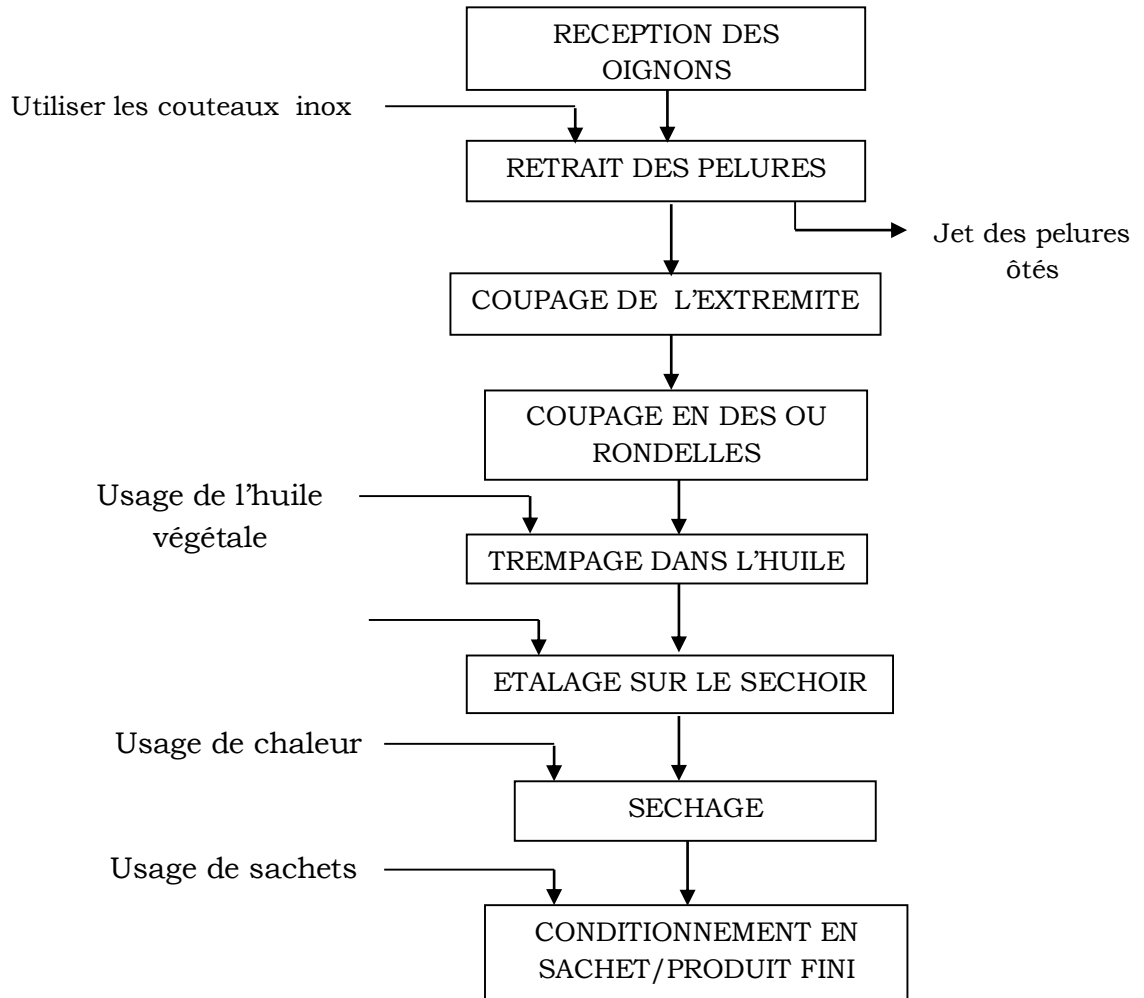 RECEPTION DES
OIGNONS
Utiliser les couteaux inox
RETRAIT DES PELURES
Jet des pelures
ôtés
COUPAGE DE L'EXTREMITE
COUPAGE EN DES OU
RONDELLES
Usage de l'huile
végétale
TREMPAGE DANS L'HUILE
ETALAGE SUR LE SECHOIR
Usage de chaleur
SECHAGE
Usage de sachets
CONDITIONNEMENT EN
SACHET/PRODUIT FINI